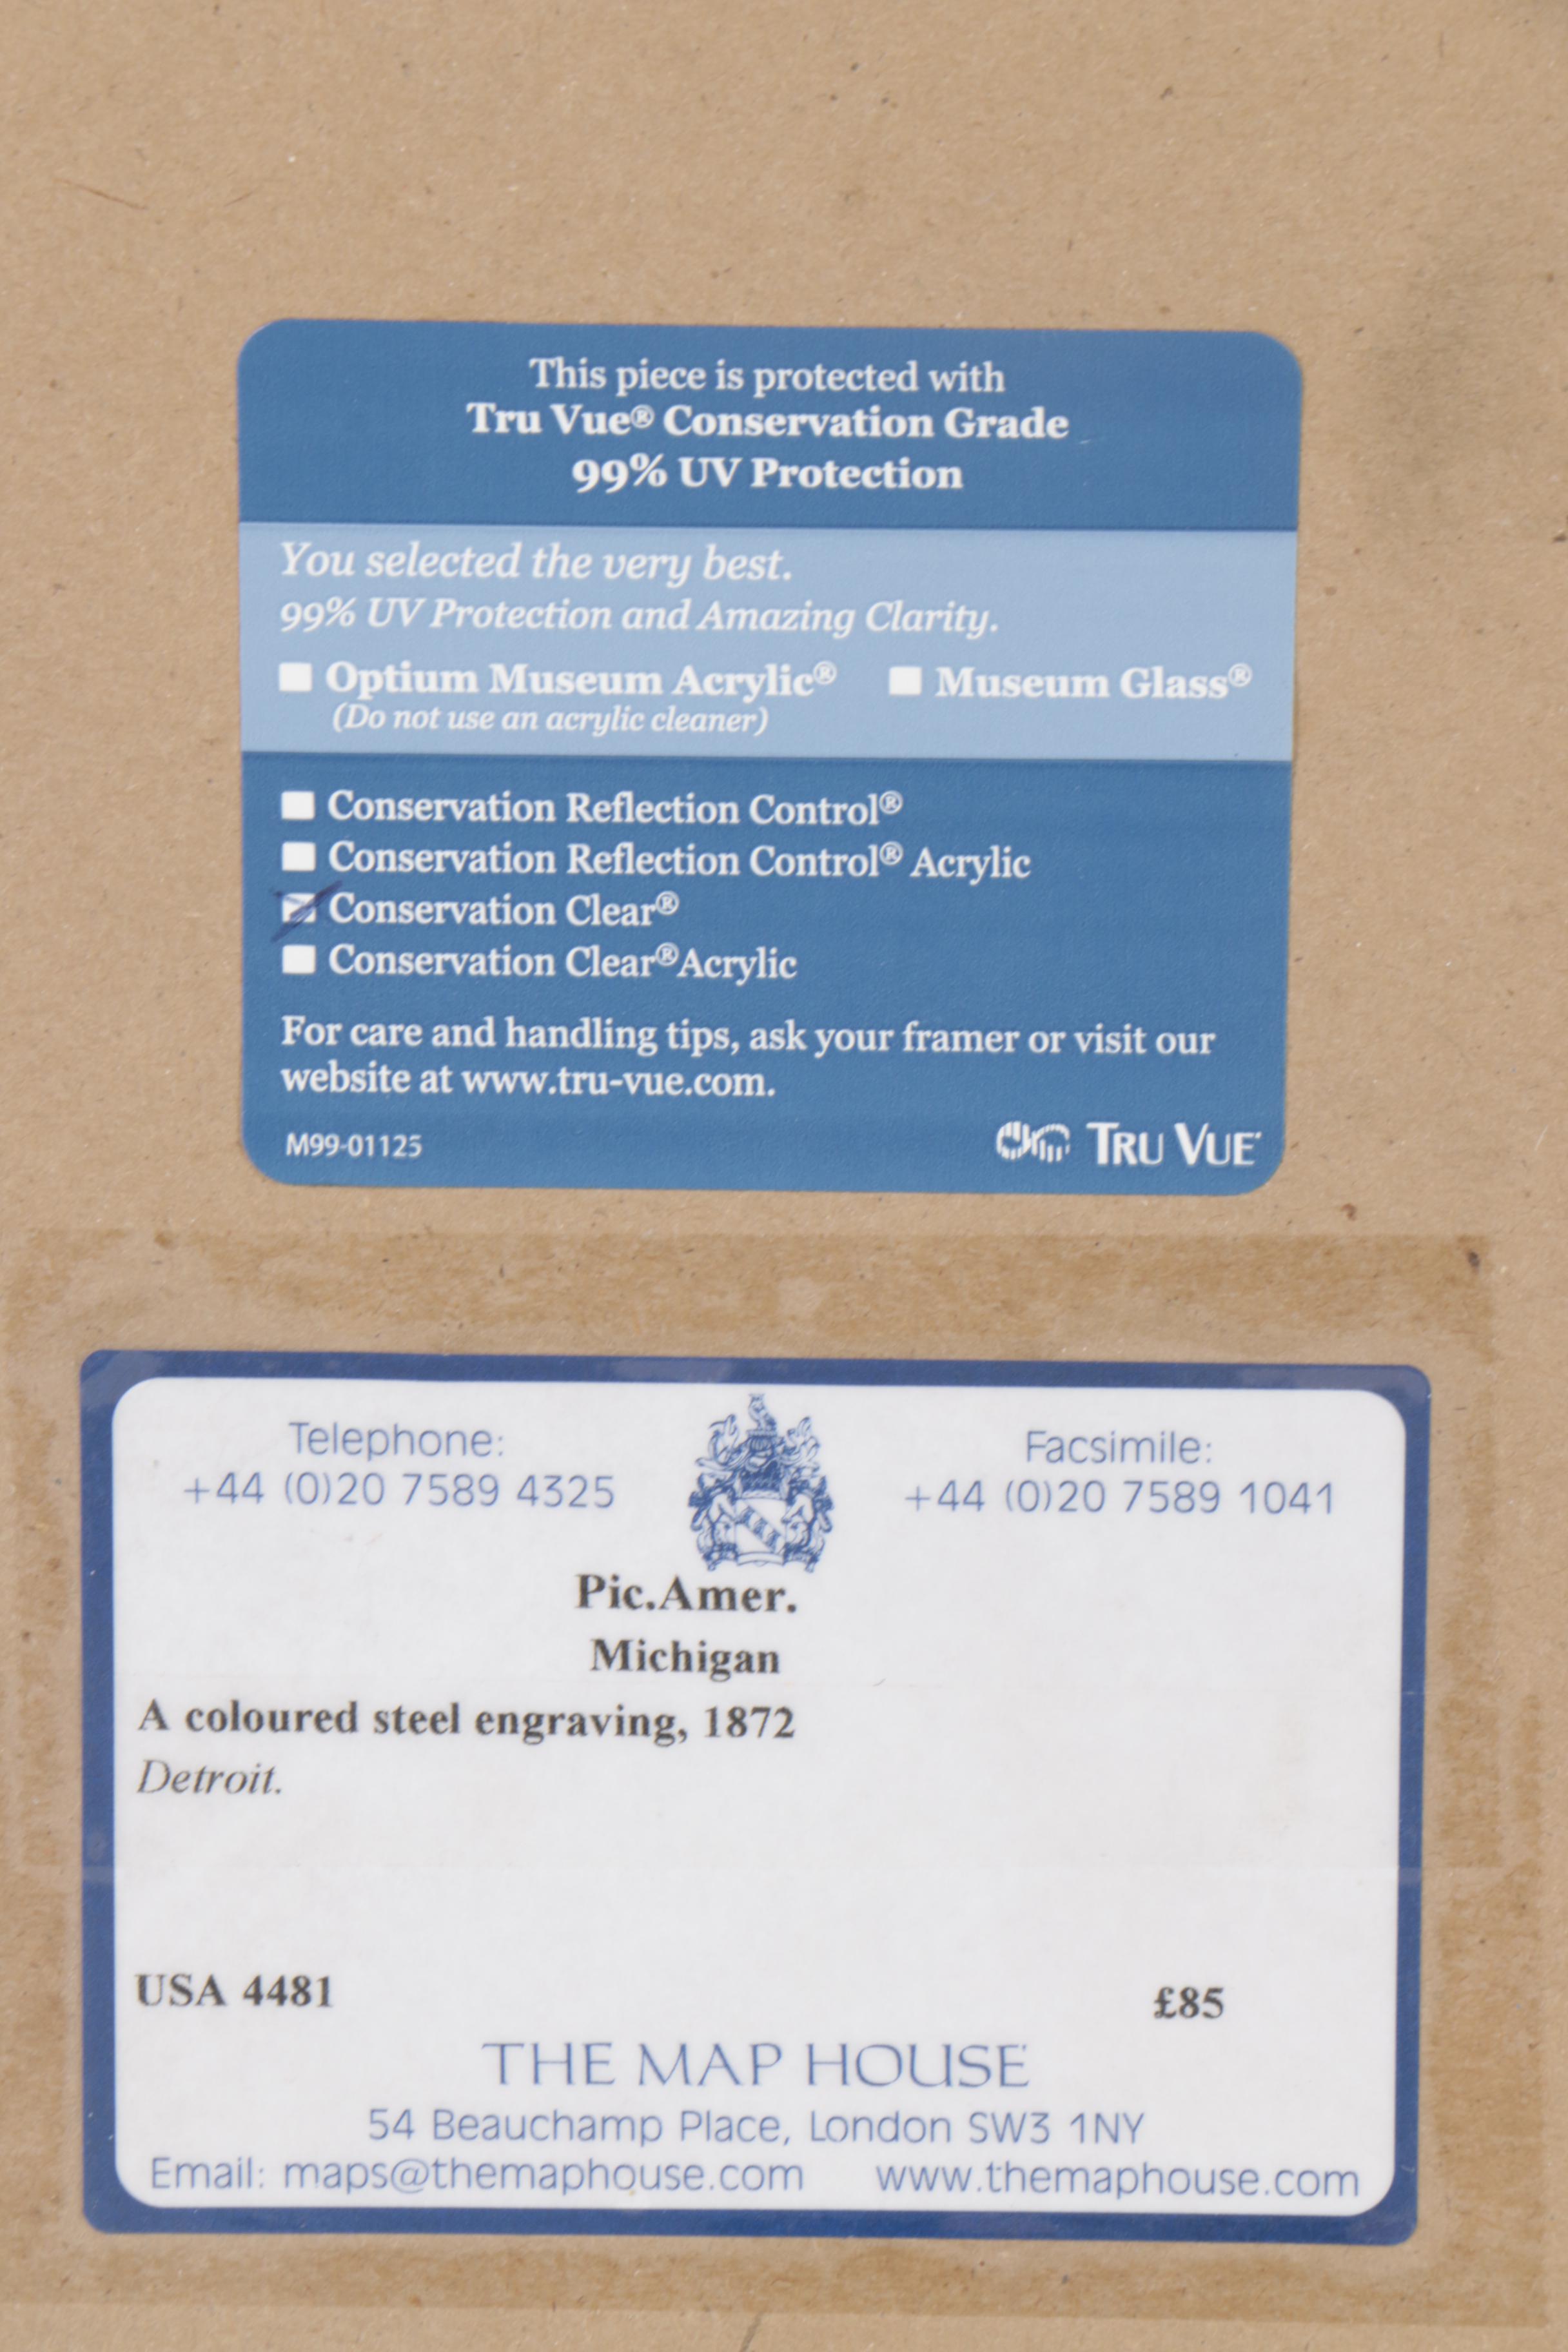 This piece is protected with
Tru Vue® Conservation Grade
99% UV Protection
You selected the very best.
99% UV Protection and Amazing Clarity.
Optium Museum Acrylic® Museum Glass®
(Do not use an acrylic cleaner)
Conservation Reflection Control®
Conservation Reflection Control® Acrylic
Conservation Clear®
Conservation Clear® Acrylic
For care and handling tips, ask your framer or visit our
website at www.tru-vue.com.
M99-01125 TRU VUE
Telephone: Facsimile:
+44 (0)20 7589 4325 +44 (0)20 7589 1041
Pic.Amer.
Michigan
A coloured steel engraving, 1872
Detroit.
USA 4481 £85
THE MAP HOUSE
54 Beauchamp Place, London SW3 1NY
Email: maps@themaphouse.com www.themaphouse.com